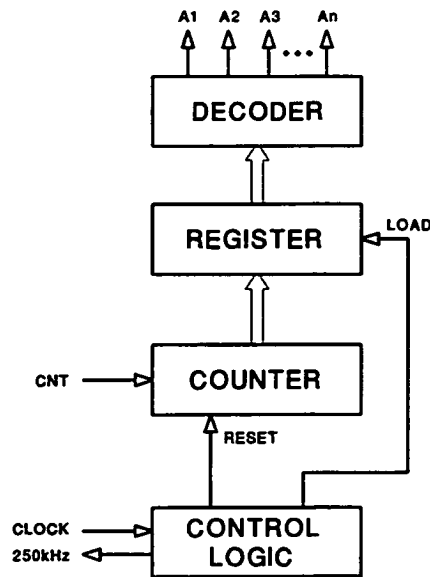 A1 A2 A3 An
DECODER
LOAD
REGISTER
CNT
COUNTER
RESET
CLOCK
250kHz
CONTROL
LOGIC